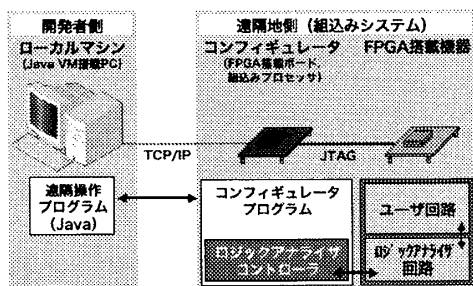 開発者側
ローカルマシン
(Java VM搭載PC)
遠隔地側（組込みシステム）
コンフィギュレータ
(FPGA搭載ボード、
組込みプロセッサ)
FPGA搭載機器
TCP/IP
JTAG
遠隔操作
プログラム
(Java)
コンフィギュレータ
プログラム
ロジックアナライザ
コントローラ
ユーザ回路
ロジックアナライザ
回路